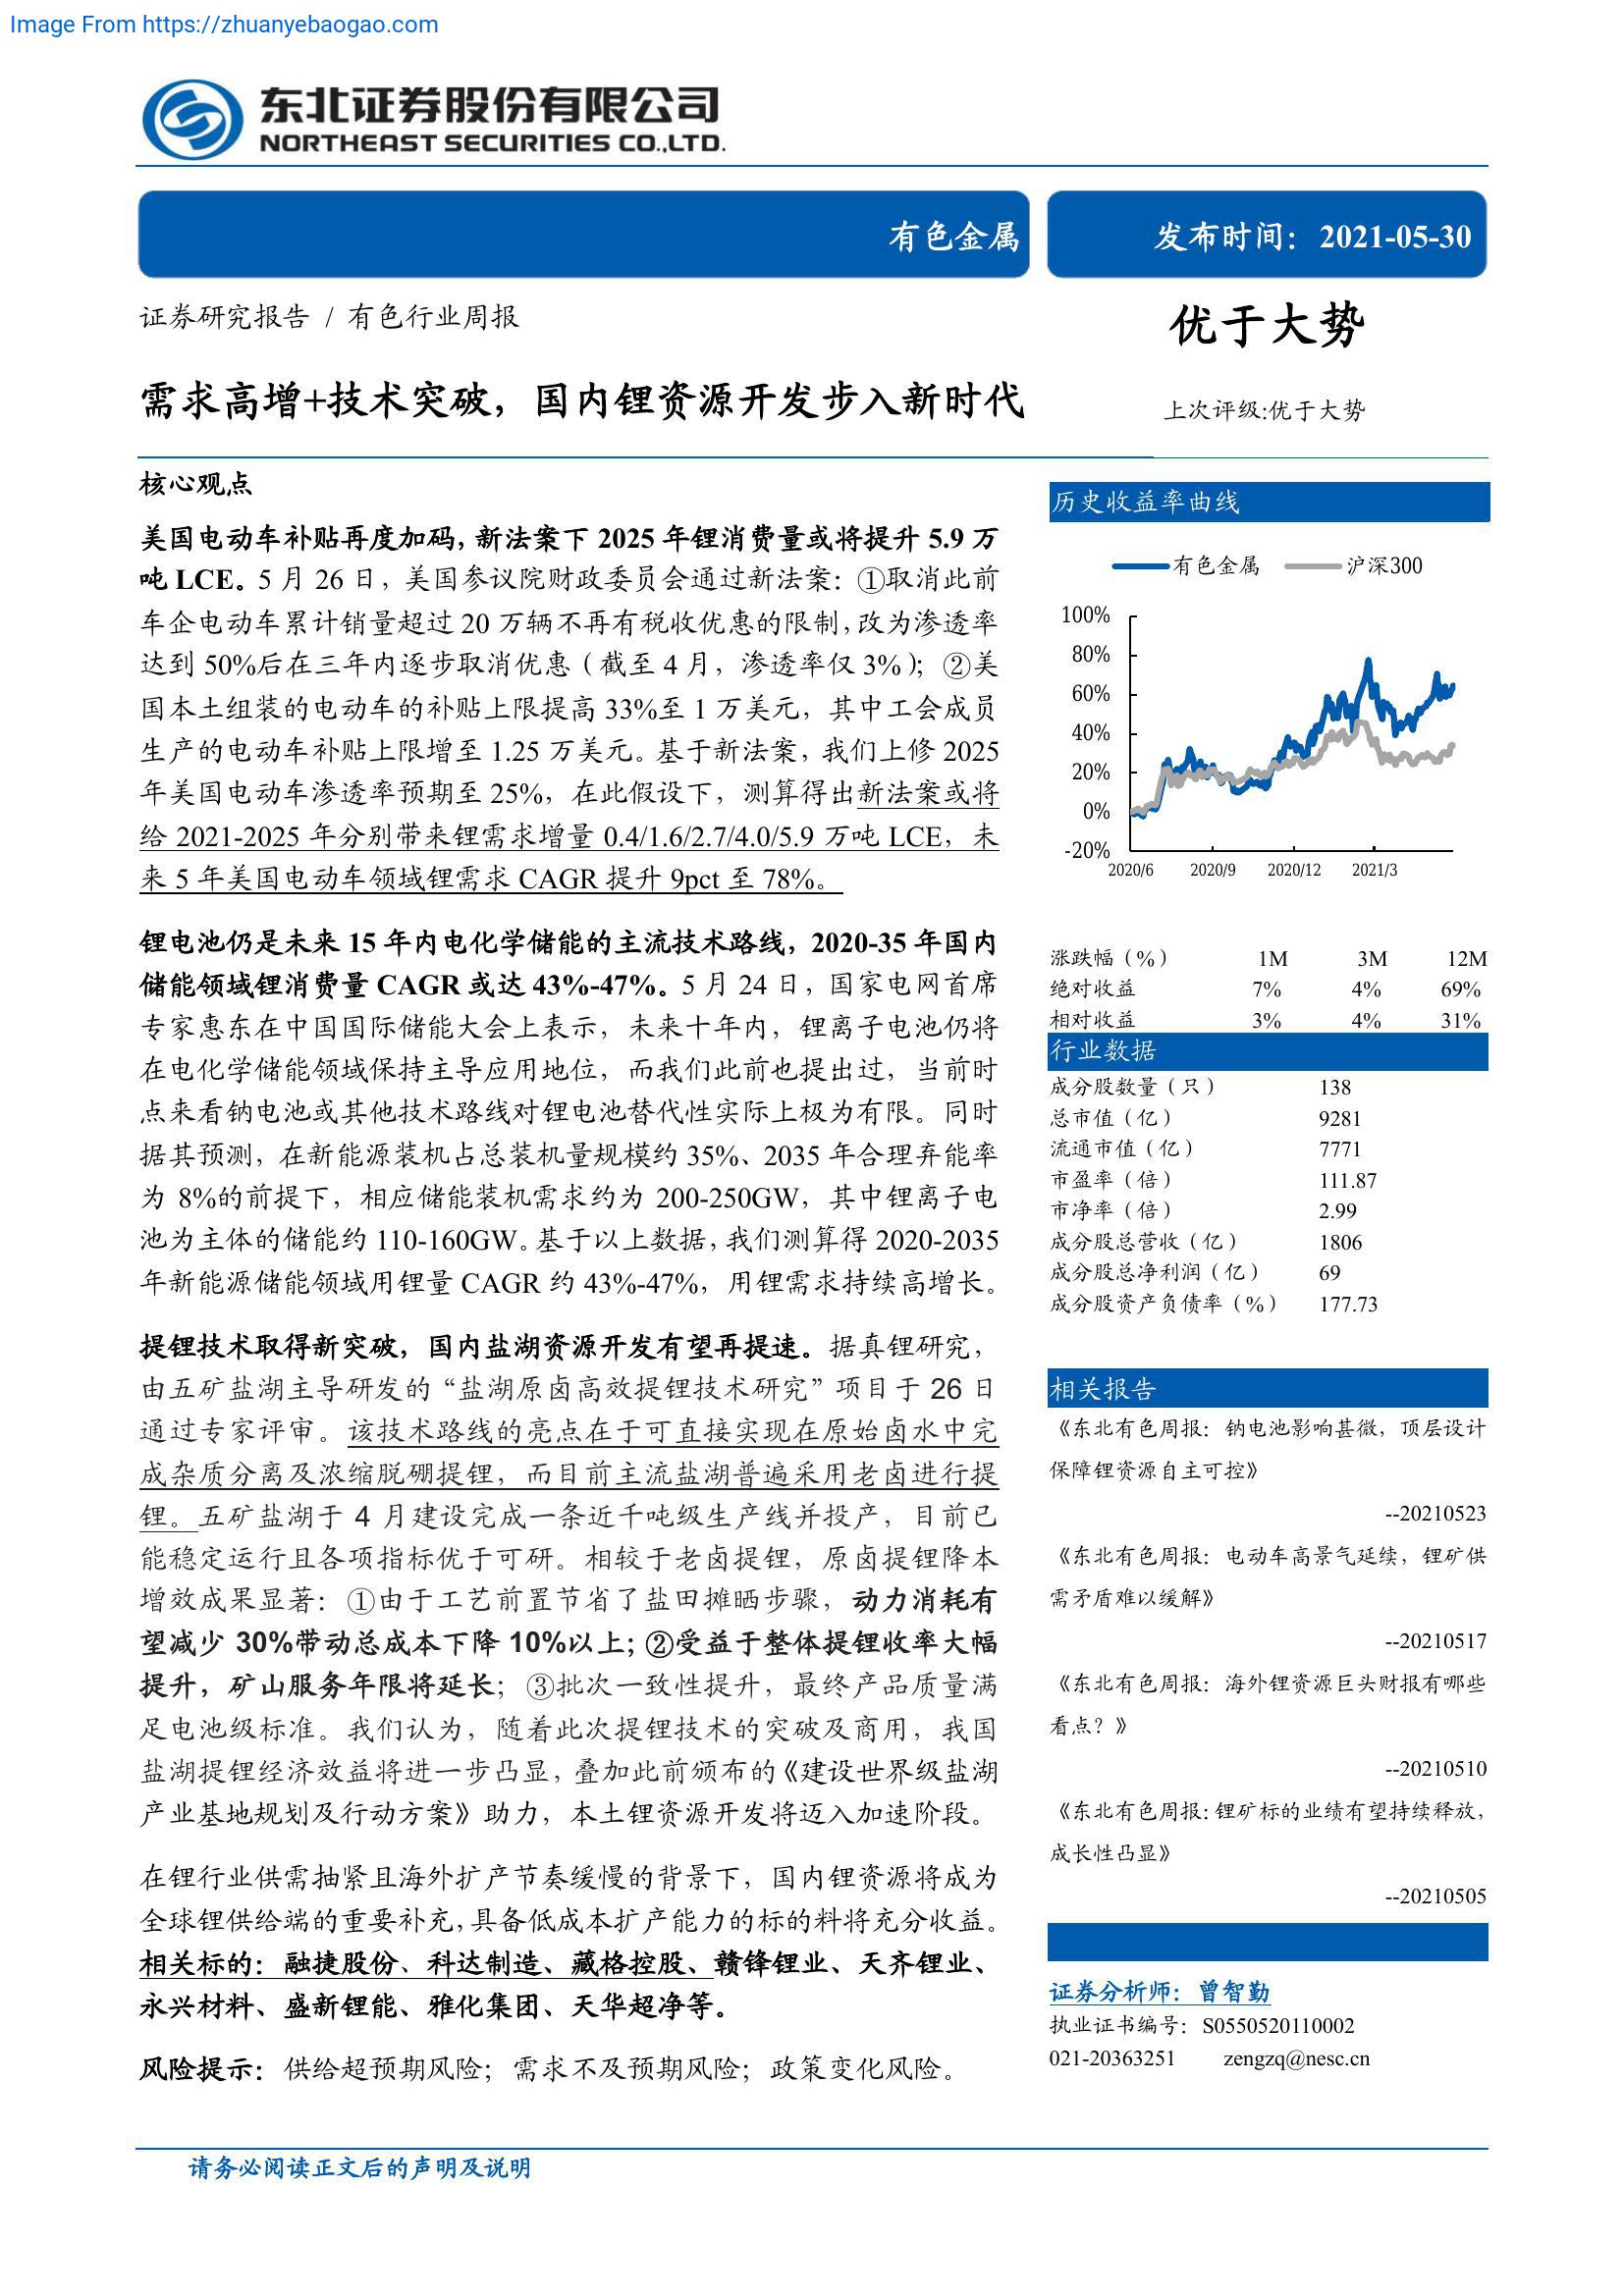 Image From https://zhuanyebaogao.com
东北证券股份有限公司
NORTHEAST SECURITIES CO.,LTD.
有色金属
发布时间：2021-05-30
证券研究报告 / 有色行业周报
优于大势
需求高增+技术突破，国内锂资源开发步入新时代
上次评级:优于大势
核心观点
美国电动车补贴再度加码，新法案下 2025 年锂消费量或将提升 5.9 万
吨 LCE。5 月 26 日，美国参议院财政委员会通过新法案：①取消此前
车企电动车累计销量超过 20 万辆不再有税收优惠的限制，改为渗透率
达到 50%后在三年内逐步取消优惠（截至 4 月，渗透率仅 3%）；②美
国本土组装的电动车的补贴上限提高 33%至 1 万美元，其中工会成员
生产的电动车补贴上限增至 1.25 万美元。基于新法案，我们上修 2025
年美国电动车渗透率预期至 25%，在此假设下，测算得出新法案或将
给 2021-2025 年分别带来锂需求增量 0.4/1.6/2.7/4.0/5.9 万吨 LCE，未
来 5 年美国电动车领域锂需求 CAGR 提升 9pct 至 78%。
锂电池仍是未来 15 年内电化学储能的主流技术路线，2020-35 年国内
储能领域锂消费量 CAGR 或达 43%-47%。5 月 24 日，国家电网首席
专家惠东在中国国际储能大会上表示，未来十年内，锂离子电池仍将
在电化学储能领域保持主导应用地位，而我们此前也提出过，当前时
点来看钠电池或其他技术路线对锂电池替代性实际上极为有限。同时
据其预测，在新能源装机占总装机量规模约 35%、2035 年合理弃能率
为 8%的前提下，相应储能装机需求约为 200-250GW，其中锂离子电
池为主体的储能约 110-160GW。基于以上数据，我们测算得 2020-2035
年新能源储能领域用锂量 CAGR 约 43%-47%，用锂需求持续高增长。
提锂技术取得新突破，国内盐湖资源开发有望再提速。据真锂研究，
由五矿盐湖主导研发的“盐湖原卤高效提锂技术研究”项目于 26 日
通过专家评审。该技术路线的亮点在于可直接实现在原始卤水中完
成杂质分离及浓缩脱硼提锂，而目前主流盐湖普遍采用老卤进行提
锂。五矿盐湖于 4 月建设完成一条近千吨级生产线并投产，目前已
能稳定运行且各项指标优于可研。相较于老卤提锂，原卤提锂降本
增效成果显著：①由于工艺前置节省了盐田摊晒步骤，动力消耗有
望减少 30%带动总成本下降 10%以上；②受益于整体提锂收率大幅
提升，矿山服务年限将延长；③批次一致性提升，最终产品质量满
足电池级标准。我们认为，随着此次提锂技术的突破及商用，我国
盐湖提锂经济效益将进一步凸显，叠加此前颁布的《建设世界级盐湖
产业基地规划及行动方案》助力，本土锂资源开发将迈入加速阶段。
在锂行业供需抽紧且海外扩产节奏缓慢的背景下，国内锂资源将成为
全球锂供给端的重要补充，具备低成本扩产能力的标的料将充分收益。
相关标的：融捷股份、科达制造、藏格控股、赣锋锂业、天齐锂业、
永兴材料、盛新锂能、雅化集团、天华超净等。
风险提示：供给超预期风险；需求不及预期风险；政策变化风险。
历史收益率曲线
有色金属 沪深300
100%
80%
60%
40%
20%
0%
-20%
2020/6 2020/9 2020/12 2021/3
涨跌幅（%） 1M 3M 12M
绝对收益 7% 4% 69%
相对收益 3% 4% 31%
行业数据
成分股数量（只） 138
总市值（亿） 9281
流通市值（亿） 7771
市盈率（倍） 111.87
市净率（倍） 2.99
成分股总营收（亿） 1806
成分股总净利润（亿） 69
成分股资产负债率（%） 177.73
相关报告
《东北有色周报：钠电池影响甚微，顶层设计
保障锂资源自主可控》
--20210523
《东北有色周报：电动车高景气延续，锂矿供
需矛盾难以缓解》
--20210517
《东北有色周报：海外锂资源巨头财报有哪些
看点？》
--20210510
《东北有色周报：锂矿标的业绩有望持续释放，
成长性凸显》
--20210505
证券分析师：曾智勤
执业证书编号：S0550520110002
021-20363251 zengzq@nesc.cn
请务必阅读正文后的声明及说明